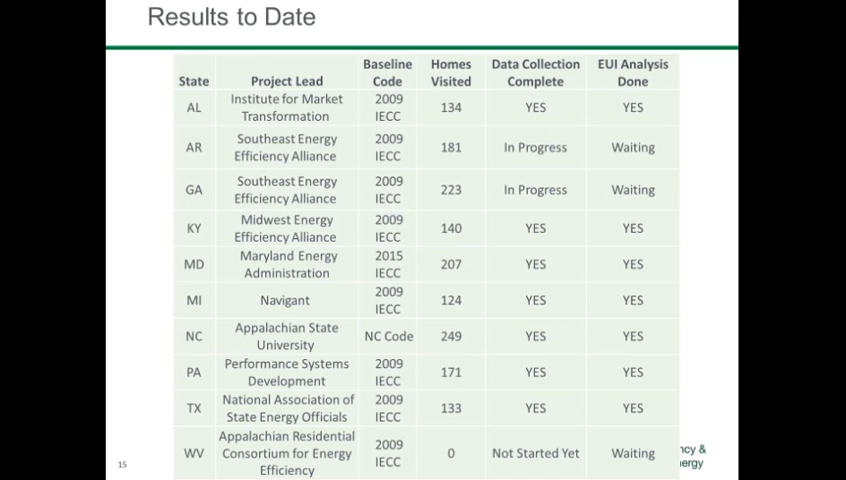 Results to Date
State Project Lead Baseline Code Homes Visited Data Collection Complete EUI Analysis Done
AL Institute for Market Transformation 2009 IECC 134 YES YES
AR Southeast Energy Efficiency Alliance 2009 IECC 181 In Progress Waiting
GA Southeast Energy Efficiency Alliance 2009 IECC 223 In Progress Waiting
KY Midwest Energy Efficiency Alliance 2009 IECC 140 YES YES
MD Maryland Energy Administration 2015 IECC 207 YES YES
MI Navigant 2009 IECC 124 YES YES
NC Appalachian State University NC Code 249 YES YES
PA Performance Systems Development 2009 IECC 171 YES YES
TX National Association of State Energy Officials 2009 IECC 133 YES YES
WV Appalachian Residential Consortium for Energy Efficiency 2009 IECC 0 Not Started Yet Waiting
ncy &
ergy
15